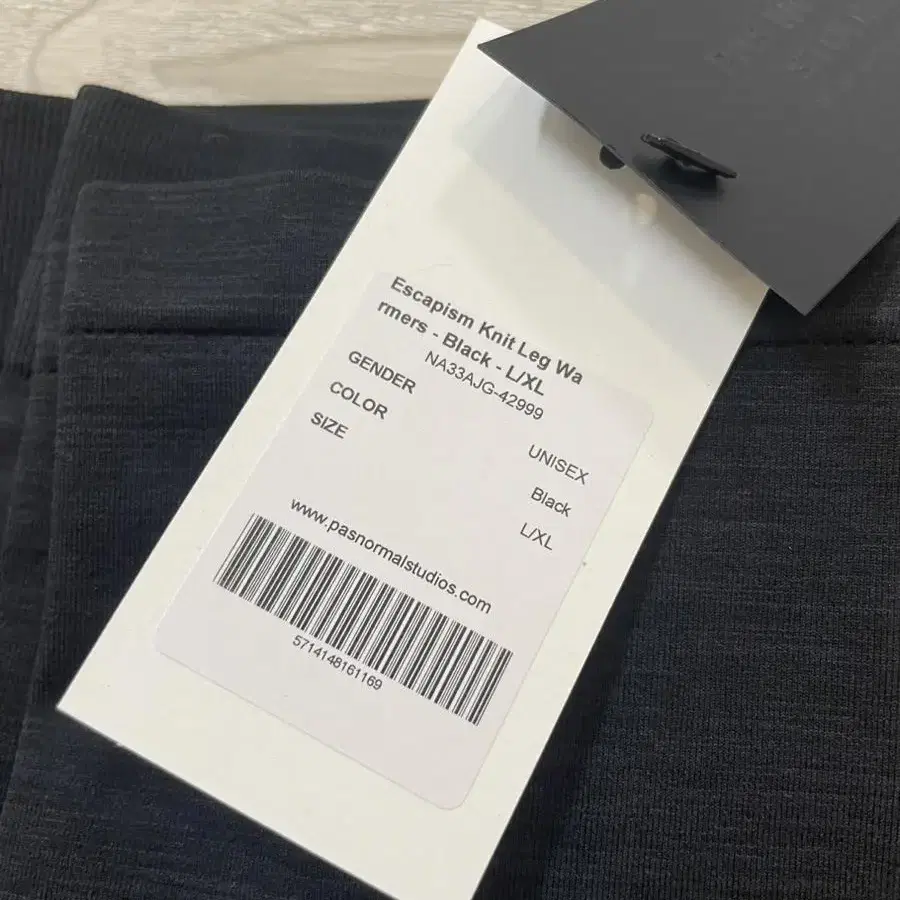 Escapism Knit Leg Wa
rmers - Black - L/XL
NA33AJG-42999
GENDER UNISEX
COLOR Black
SIZE L/XL
www.pasnormalstudios.com
5714148161169